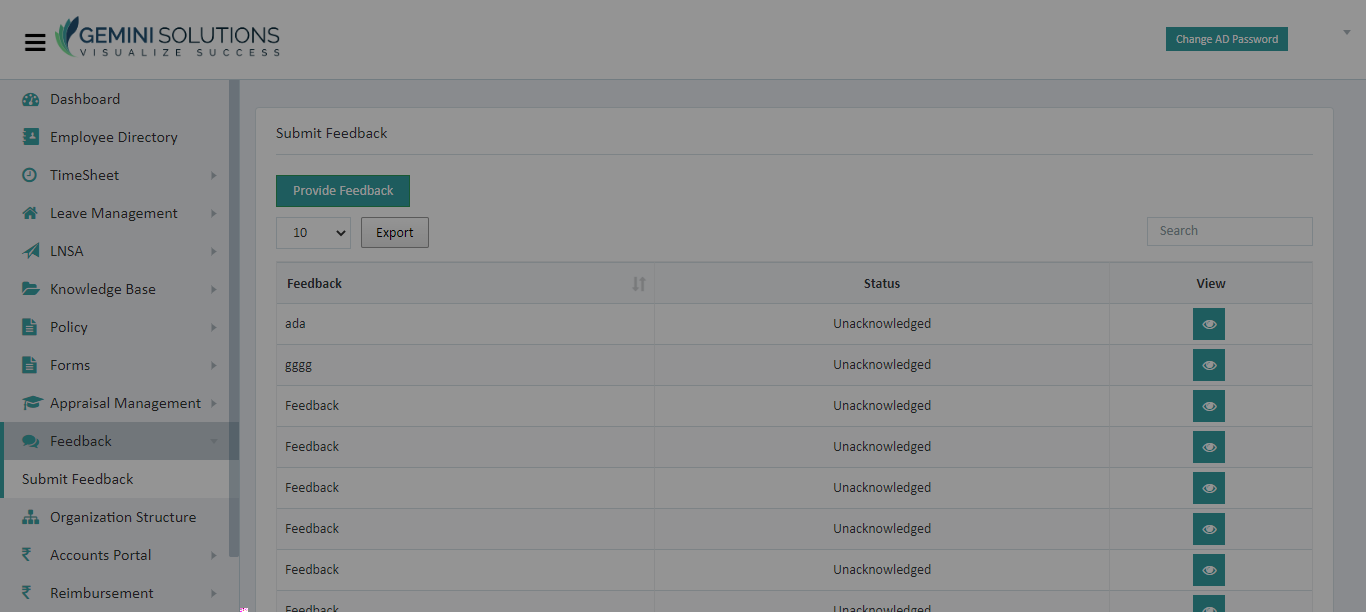 GEMINI SOLUTIONS
VISUALIZE SUCCESS
Change AD Password
Dashboard
Employee Directory
TimeSheet
Leave Management
LNSA
Knowledge Base
Policy
Forms
Appraisal Management
Feedback
Submit Feedback
Organization Structure
₹ Accounts Portal
₹ Reimbursement
Submit Feedback
Provide Feedback
10 Export Search
Feedback Status View
ada Unacknowledged
gggg Unacknowledged
Feedback Unacknowledged
Feedback Unacknowledged
Feedback Unacknowledged
Feedback Unacknowledged
Feedback Unacknowledged
Feedback Unacknowledged